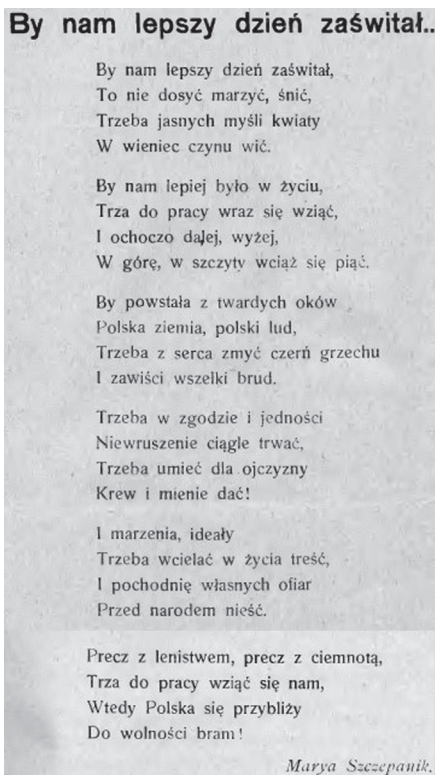 By nam lepszy dzień zaświtał..
By nam lepszy dzień zaświtał,
To nie dosyć marzyć, śnić,
Trzeba jasnych myśli kwiaty
W wieniec czynu wić.
By nam lepiej było w życiu,
Trza do pracy wraz się wziąć,
I ochoczo dalej, wyżej,
W górę, w szczyty wciąż się piąć.
By powstała z twardych oków
Polska ziemia, polski lud,
Trzeba z serca zmyć czerń grzechu
I zawiści wszelki brud.
Trzeba w zgodzie i jedności
Niewruszenie ciągle trwać,
Trzeba umieć dla ojczyzny
Krew i mienie dać!
I marzenia, ideały
Trzeba wcielać w życia treść,
I pochodnię własnych ofiar
Przed narodem nieść.
Precz z lenistwem, precz z ciemnotą,
Trza do pracy wziąć się nam,
Wtedy Polska się przybliży
Do wolności bram!
Marya Szczepanik.